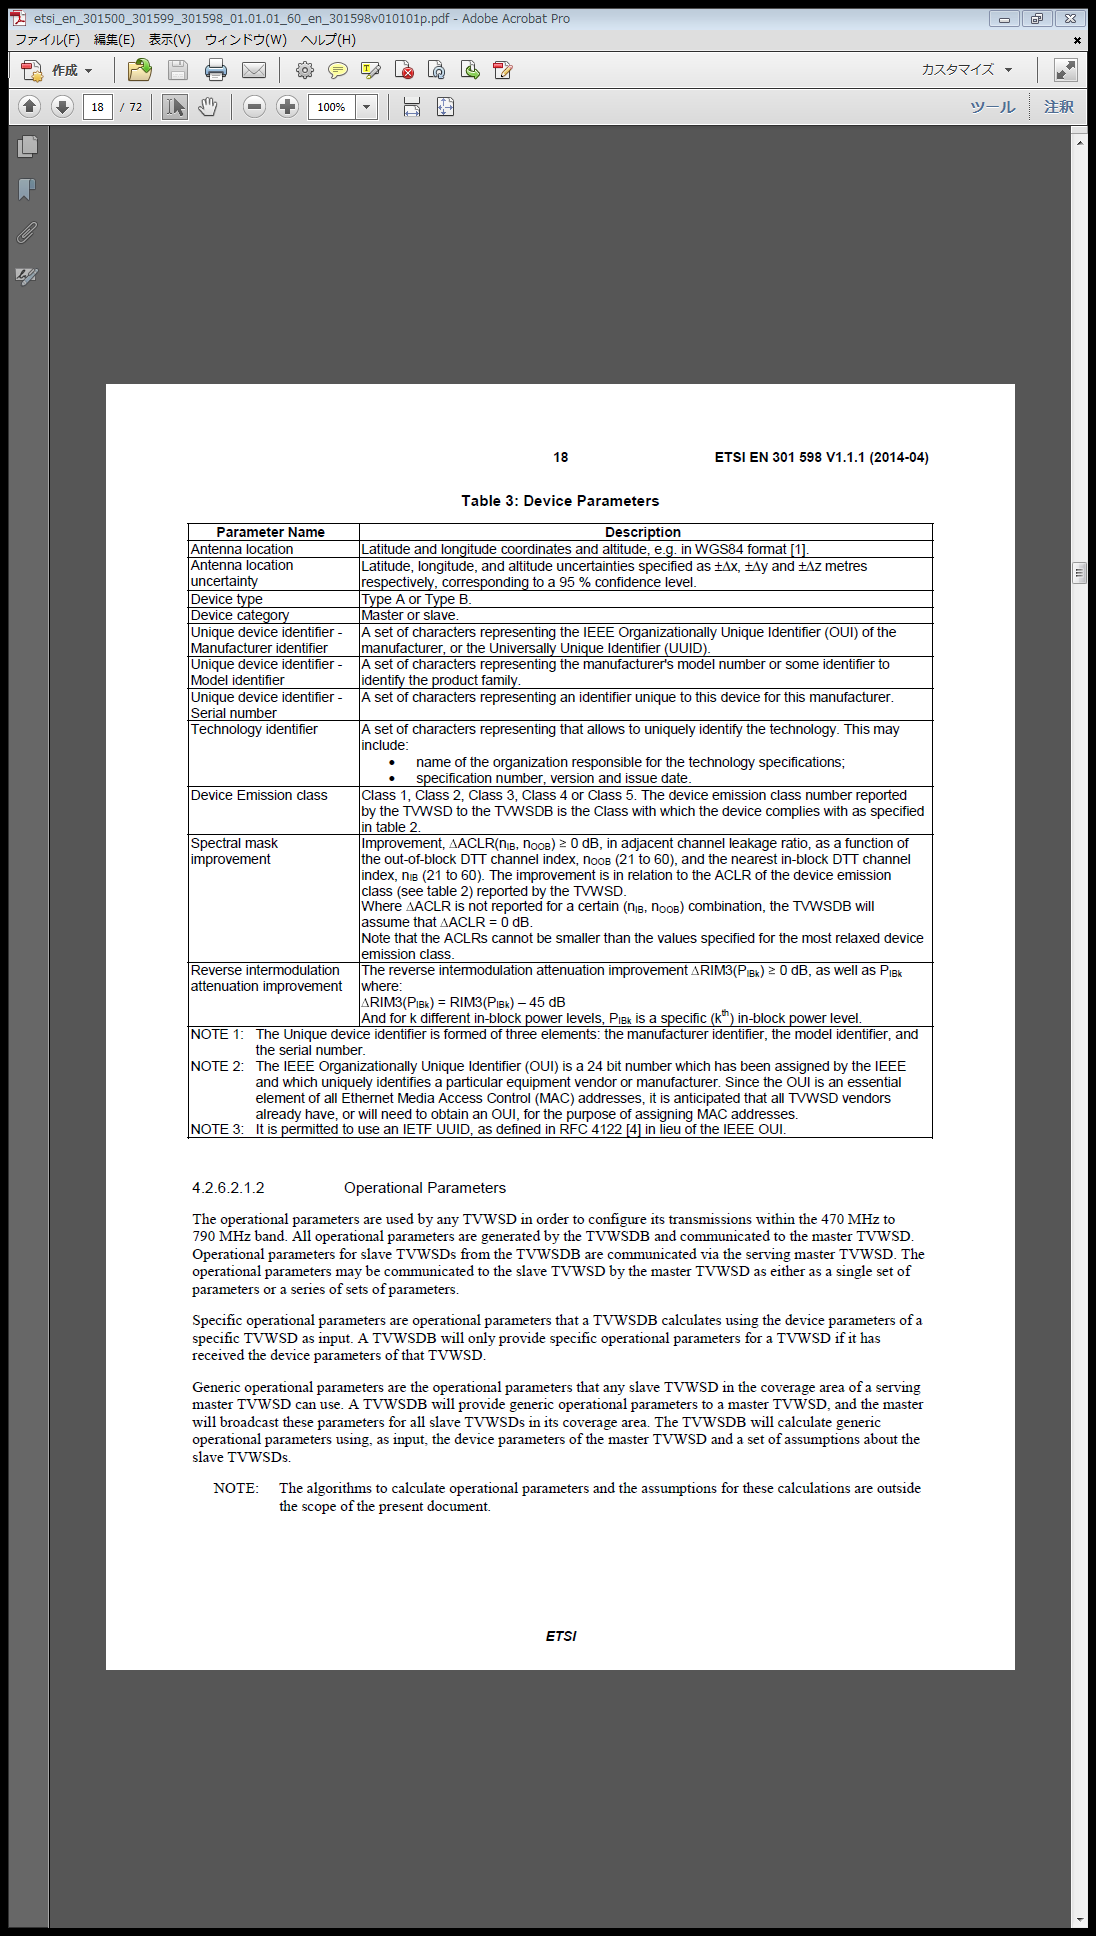 etsi_en_301500_301599_301598_01.01.01_60_en_301598v010101p.pdf - Adobe Acrobat Pro
ファイル(F) 編集(E) 表示(V) ウィンドウ(W) ヘルプ(H)
作成
カスタマイズ
18 / 72
100%
ツール
注釈
18
ETSI EN 301 598 V1.1.1 (2014-04)
Table 3: Device Parameters
Parameter Name
Description
Antenna location
Latitude and longitude coordinates and altitude, e.g. in WGS84 format [1].
Antenna location
uncertainty
Latitude, longitude, and altitude uncertainties specified as ±Δx, ±Δy and ±Δz metres
respectively, corresponding to a 95 % confidence level.
Device type
Type A or Type B.
Device category
Master or slave.
Unique device identifier -
Manufacturer identifier
A set of characters representing the IEEE Organizationally Unique Identifier (OUI) of the
manufacturer, or the Universally Unique Identifier (UUID).
Unique device identifier -
Model identifier
A set of characters representing the manufacturer's model number or some identifier to
identify the product family.
Unique device identifier -
Serial number
A set of characters representing an identifier unique to this device for this manufacturer.
Technology identifier
A set of characters representing that allows to uniquely identify the technology. This may
include:
• name of the organization responsible for the technology specifications;
• specification number, version and issue date.
Device Emission class
Class 1, Class 2, Class 3, Class 4 or Class 5. The device emission class number reported
by the TVWSD to the TVWSDB is the Class with which the device complies with as specified
in table 2.
Spectral mask
improvement
Improvement, ΔACLR(nIB, nOOB) ≥ 0 dB, in adjacent channel leakage ratio, as a function of
the out-of-block DTT channel index, nOOB (21 to 60), and the nearest in-block DTT channel
index, nIB (21 to 60). The improvement is in relation to the ACLR of the device emission
class (see table 2) reported by the TVWSD.
Where ΔACLR is not reported for a certain (nIB, nOOB) combination, the TVWSDB will
assume that ΔACLR = 0 dB.
Note that the ACLRs cannot be smaller than the values specified for the most relaxed device
emission class.
Reverse intermodulation
attenuation improvement
The reverse intermodulation attenuation improvement ΔRIM3(PIBk) ≥ 0 dB, as well as PIBk
where:
ΔRIM3(PIBk) = RIM3(PIBk) – 45 dB
And for k different in-block power levels, PIBk is a specific (kth) in-block power level.
NOTE 1: The Unique device identifier is formed of three elements: the manufacturer identifier, the model identifier, and
the serial number.
NOTE 2: The IEEE Organizationally Unique Identifier (OUI) is a 24 bit number which has been assigned by the IEEE
and which uniquely identifies a particular equipment vendor or manufacturer. Since the OUI is an essential
element of all Ethernet Media Access Control (MAC) addresses, it is anticipated that all TVWSD vendors
already have, or will need to obtain an OUI, for the purpose of assigning MAC addresses.
NOTE 3: It is permitted to use an IETF UUID, as defined in RFC 4122 [4] in lieu of the IEEE OUI.
4.2.6.2.1.2 Operational Parameters
The operational parameters are used by any TVWSD in order to configure its transmissions within the 470 MHz to
790 MHz band. All operational parameters are generated by the TVWSDB and communicated to the master TVWSD.
Operational parameters for slave TVWSDs from the TVWSDB are communicated via the serving master TVWSD. The
operational parameters may be communicated to the slave TVWSD by the master TVWSD as either as a single set of
parameters or a series of sets of parameters.
Specific operational parameters are operational parameters that a TVWSDB calculates using the device parameters of a
specific TVWSD as input. A TVWSDB will only provide specific operational parameters for a TVWSD if it has
received the device parameters of that TVWSD.
Generic operational parameters are the operational parameters that any slave TVWSD in the coverage area of a serving
master TVWSD can use. A TVWSDB will provide generic operational parameters to a master TVWSD, and the master
will broadcast these parameters for all slave TVWSDs in its coverage area. The TVWSDB will calculate generic
operational parameters using, as input, the device parameters of the master TVWSD and a set of assumptions about the
slave TVWSDs.
NOTE: The algorithms to calculate operational parameters and the assumptions for these calculations are outside
the scope of the present document.
ETSI